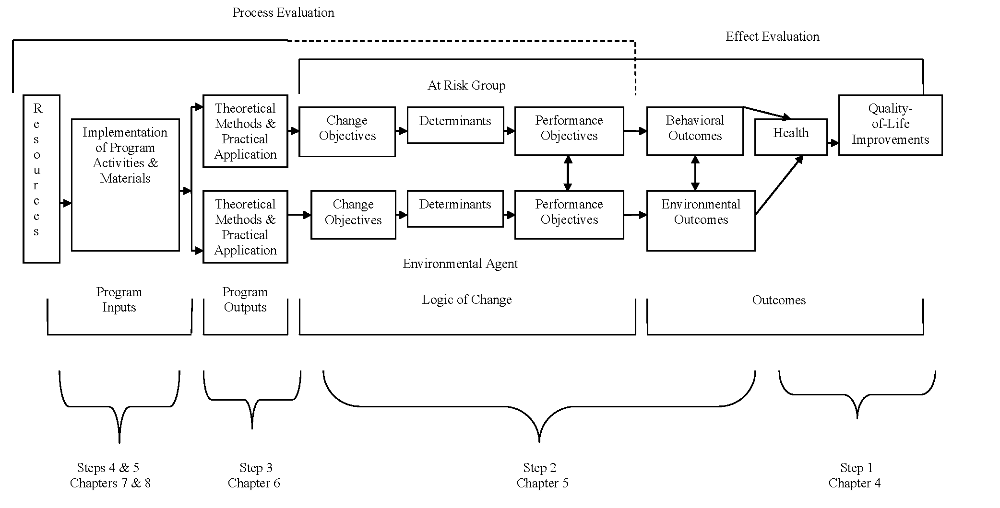 Process Evaluation
Effect Evaluation
At Risk Group
R
e
s
o
u
r
c
e
s
Implementation
of Program
Activities &
Materials
Theoretical
Methods &
Practical
Application
Change
Objectives
Determinants
Performance
Objectives
Behavioral
Outcomes
Health
Quality-
of-Life
Improvements
Theoretical
Methods &
Practical
Application
Change
Objectives
Determinants
Performance
Objectives
Environmental
Outcomes
Environmental Agent
Program
Inputs
Program
Outputs
Logic of Change
Outcomes
Steps 4 & 5
Chapters 7 & 8
Step 3
Chapter 6
Step 2
Chapter 5
Step 1
Chapter 4